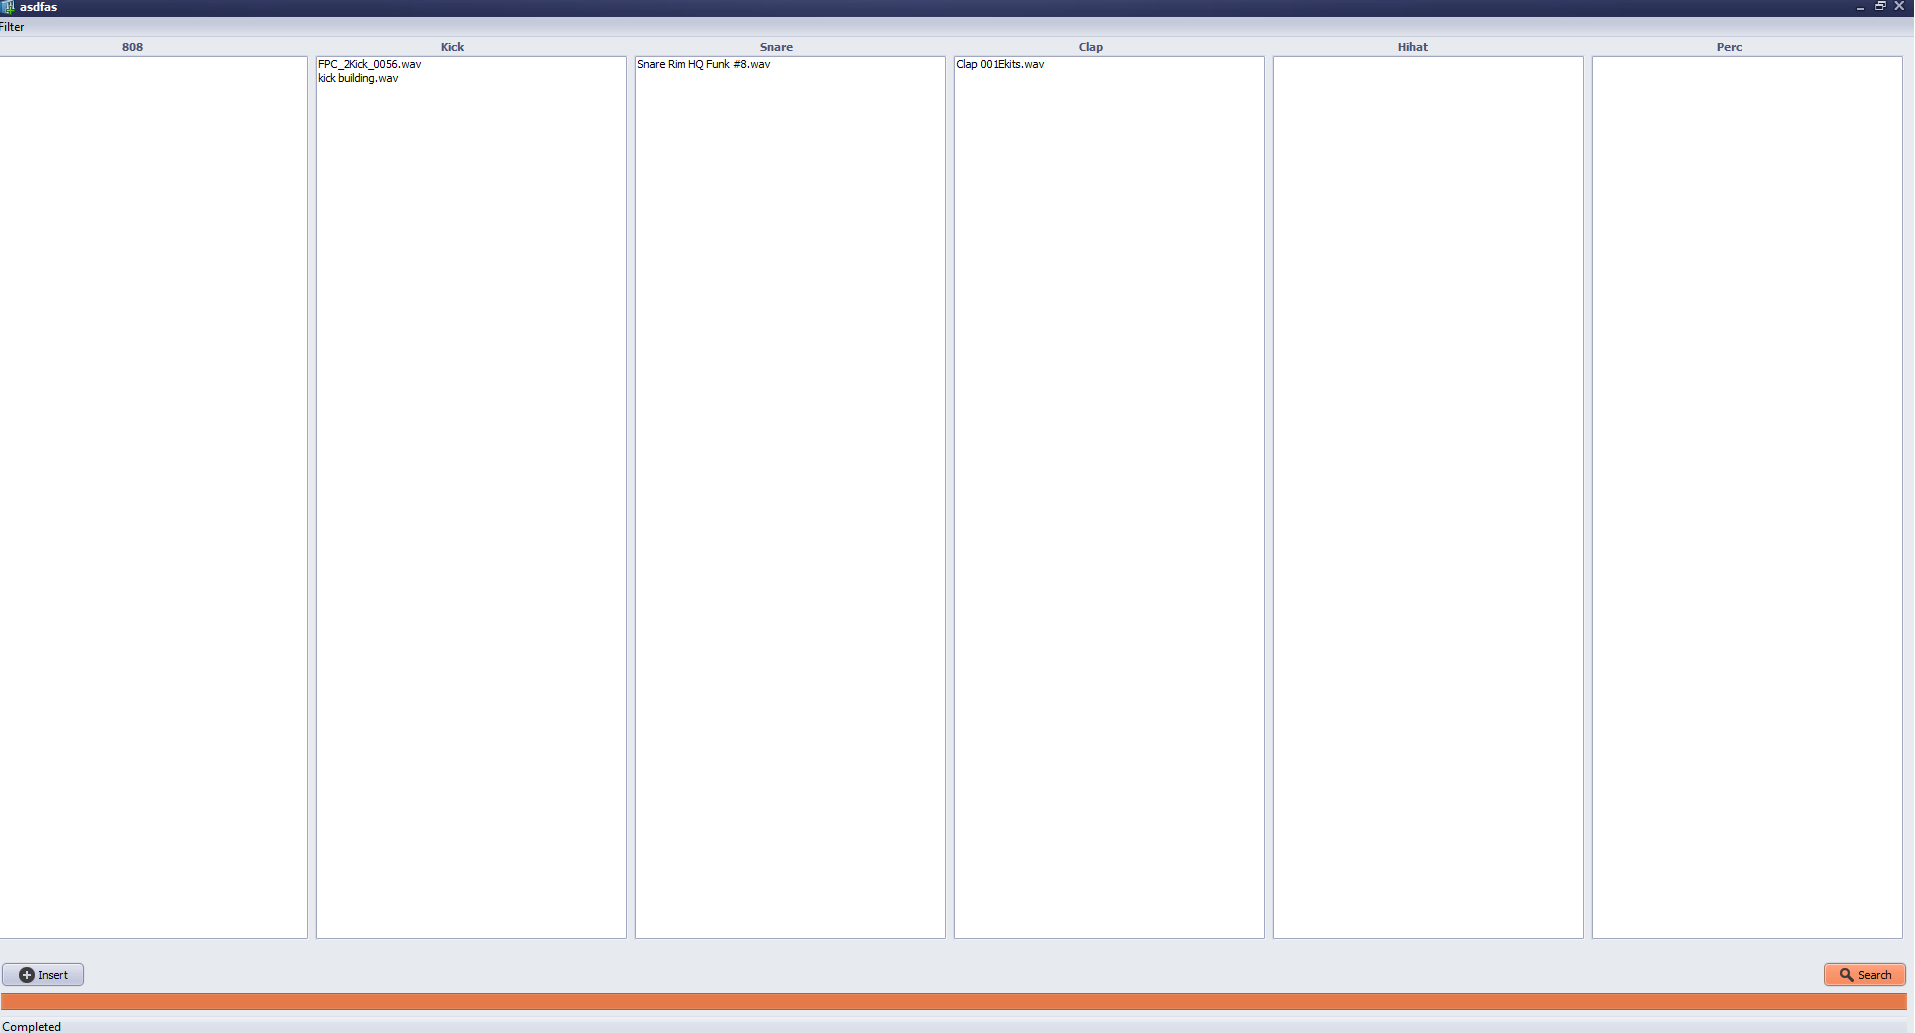 asdfas
Filter
808 Kick Snare Clap Hihat Perc
FPC_2Kick_0056.wav
kick building.wav
Snare Rim HQ Funk #8.wav
Clap 001Ekits.wav
Insert
Search
Completed